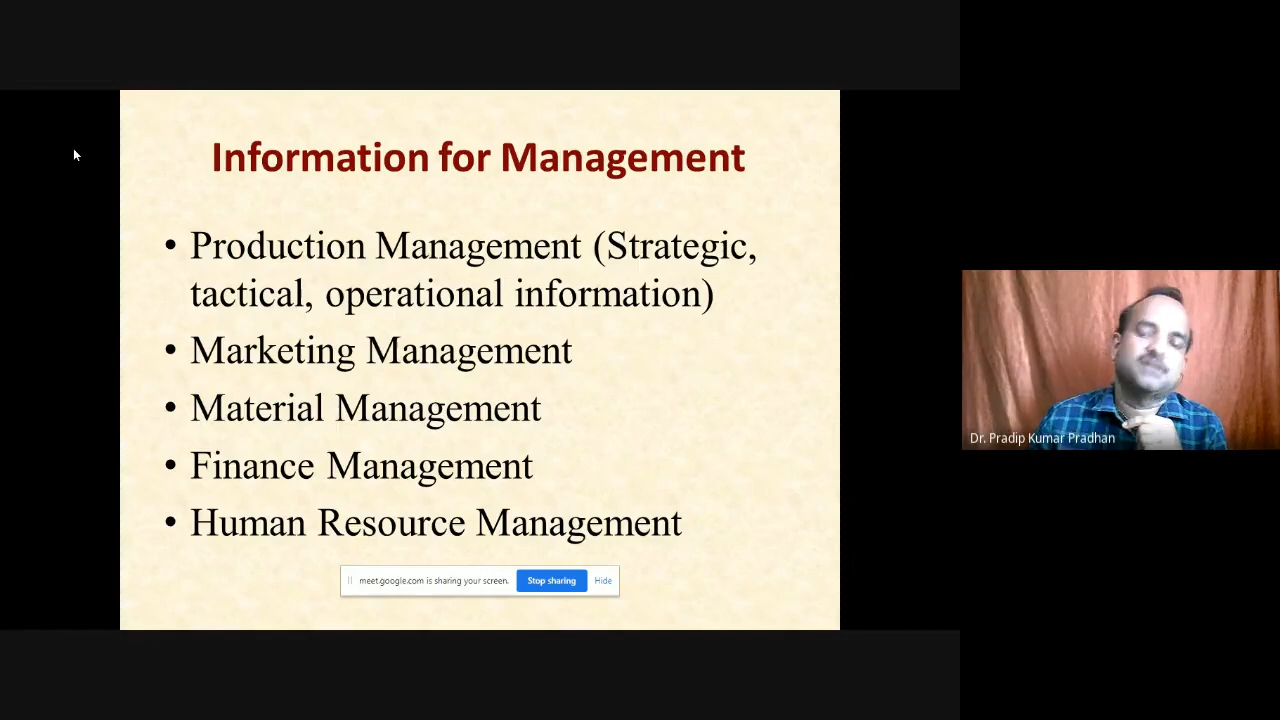 Information for Management
• Production Management (Strategic,
tactical, operational information)
• Marketing Management
• Material Management
• Finance Management
• Human Resource Management
meet.google.com is sharing your screen. Stop sharing Hide
Dr. Pradip Kumar Pradhan